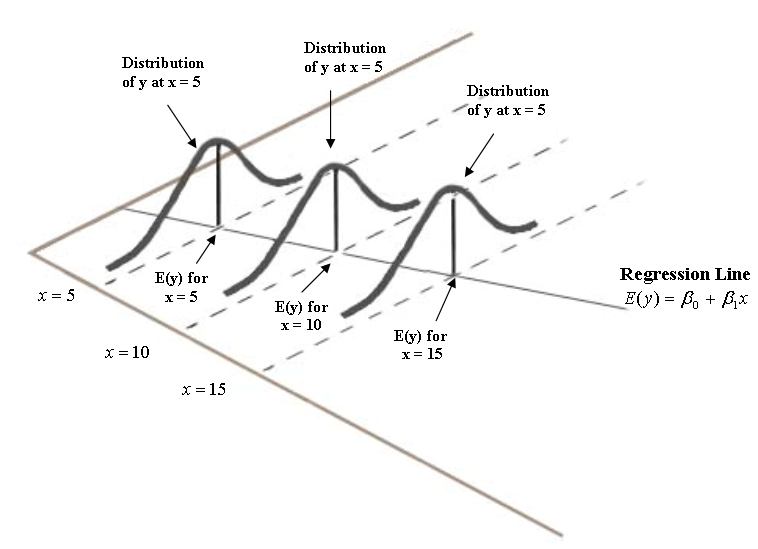 Distribution
of y at x = 5
Distribution
of y at x = 5
Distribution
of y at x = 5
E(y) for
x = 5
E(y) for
x = 10
E(y) for
x = 15
x = 5
x = 10
x = 15
Regression Line
E(y) = β₀ + β₁x